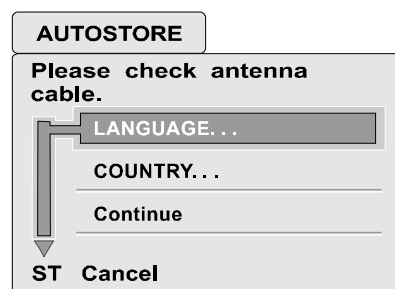 AUTOSTORE
Please check antenna
cable.
LANGUAGE...
COUNTRY...
Continue
ST Cancel